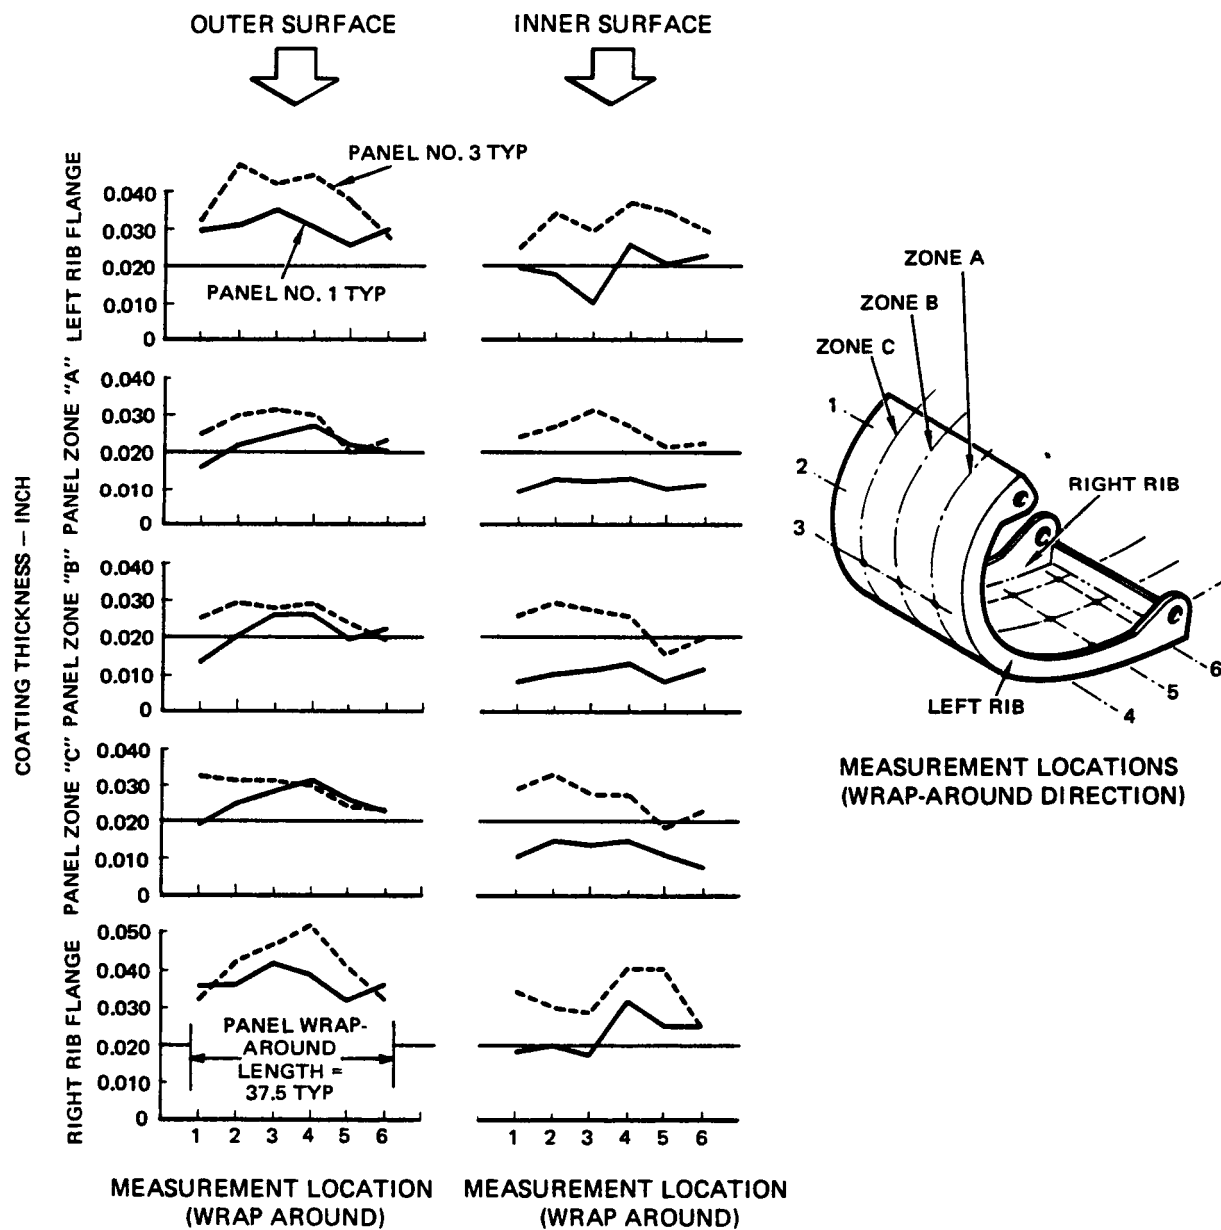 OUTER SURFACE
INNER SURFACE
COATING THICKNESS — INCH
LEFT RIB FLANGE
0.040
0.030
0.020
0.010
0
PANEL NO. 3 TYP
PANEL NO. 1 TYP
PANEL ZONE "A"
0.040
0.030
0.020
0.010
0
PANEL ZONE "B"
0.040
0.030
0.020
0.010
0
PANEL ZONE "C"
0.040
0.030
0.020
0.010
0
RIGHT RIB FLANGE
0.050
0.040
0.030
0.020
0.010
0
PANEL WRAP-
AROUND
LENGTH =
37.5 TYP
1 2 3 4 5 6
1 2 3 4 5 6
MEASUREMENT LOCATION
(WRAP AROUND)
MEASUREMENT LOCATION
(WRAP AROUND)
ZONE A
ZONE B
ZONE C
1
2
3
RIGHT RIB
LEFT RIB
4
5
6
MEASUREMENT LOCATIONS
(WRAP-AROUND DIRECTION)